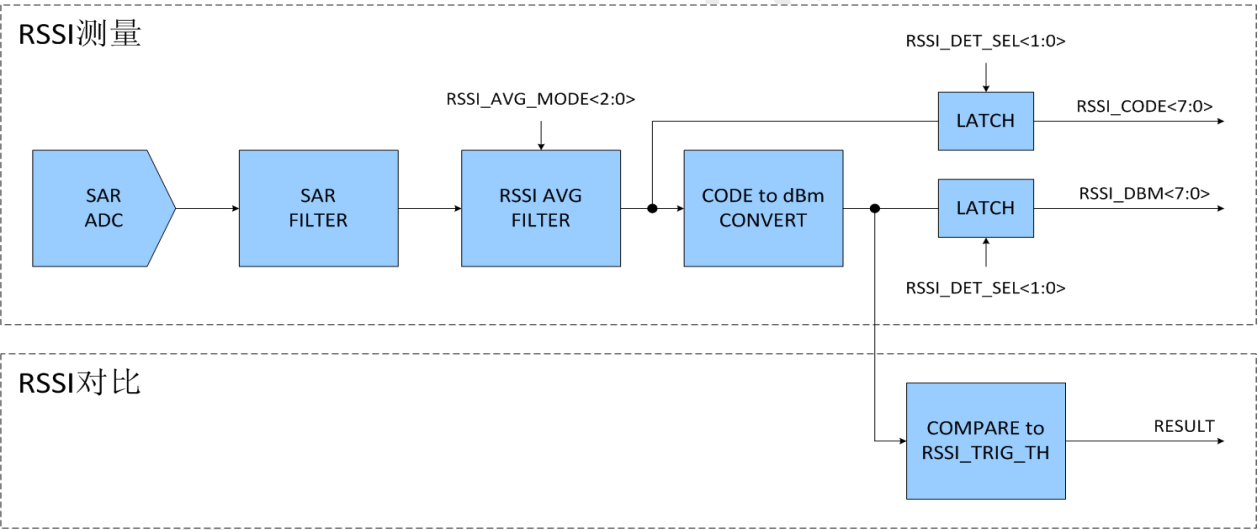 RSSI测量
RSSI_DET_SEL<1:0>
RSSI_AVG_MODE<2:0>
LATCH
RSSI_CODE<7:0>
SAR
ADC
SAR
FILTER
RSSI AVG
FILTER
CODE to dBm
CONVERT
LATCH
RSSI_DBM<7:0>
RSSI_DET_SEL<1:0>
RSSI对比
COMPARE to
RSSI_TRIG_TH
RESULT